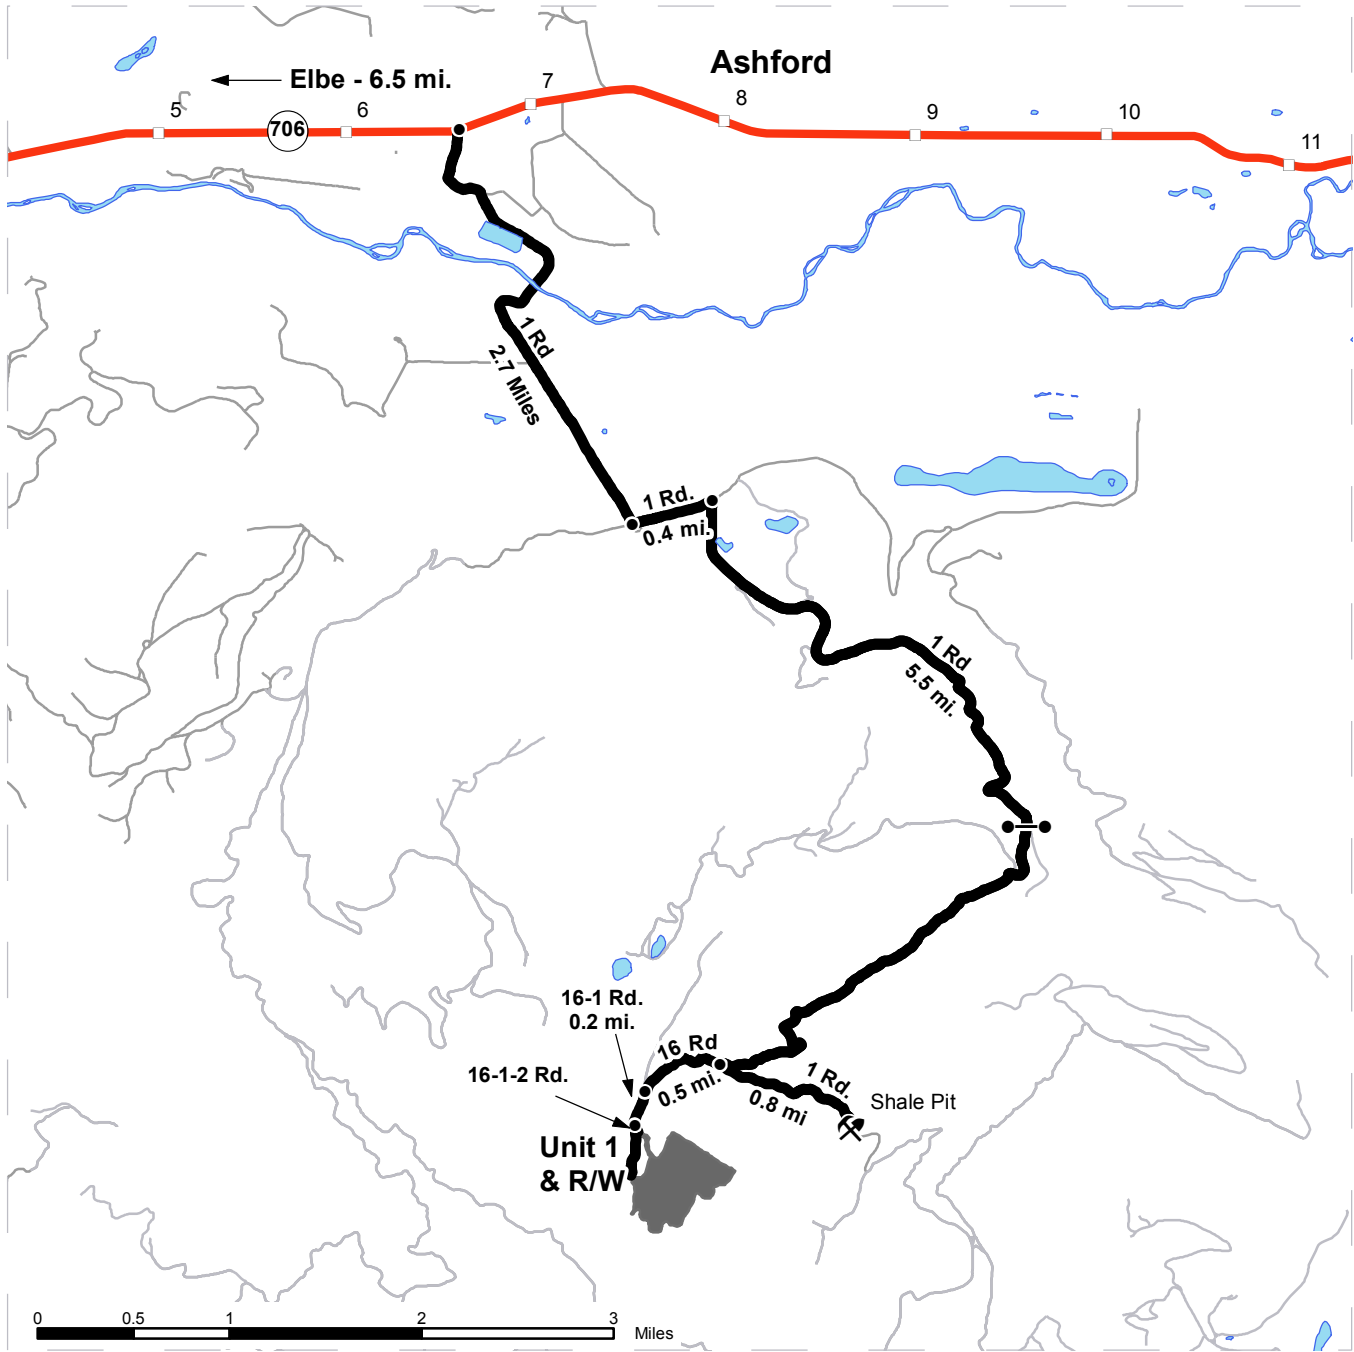 Ashford
Elbe - 6.5 mi.
5
6
7
8
9
10
11
706
1 Rd
2.7 Miles
1 Rd.
0.4 mi.
1 Rd
5.5 mi.
16-1 Rd.
0.2 mi.
16 Rd
0.5 mi.
16-1-2 Rd.
1 Rd.
0.8 mi
Shale Pit
Unit 1
& R/W
0
0.5
1
2
3
Miles